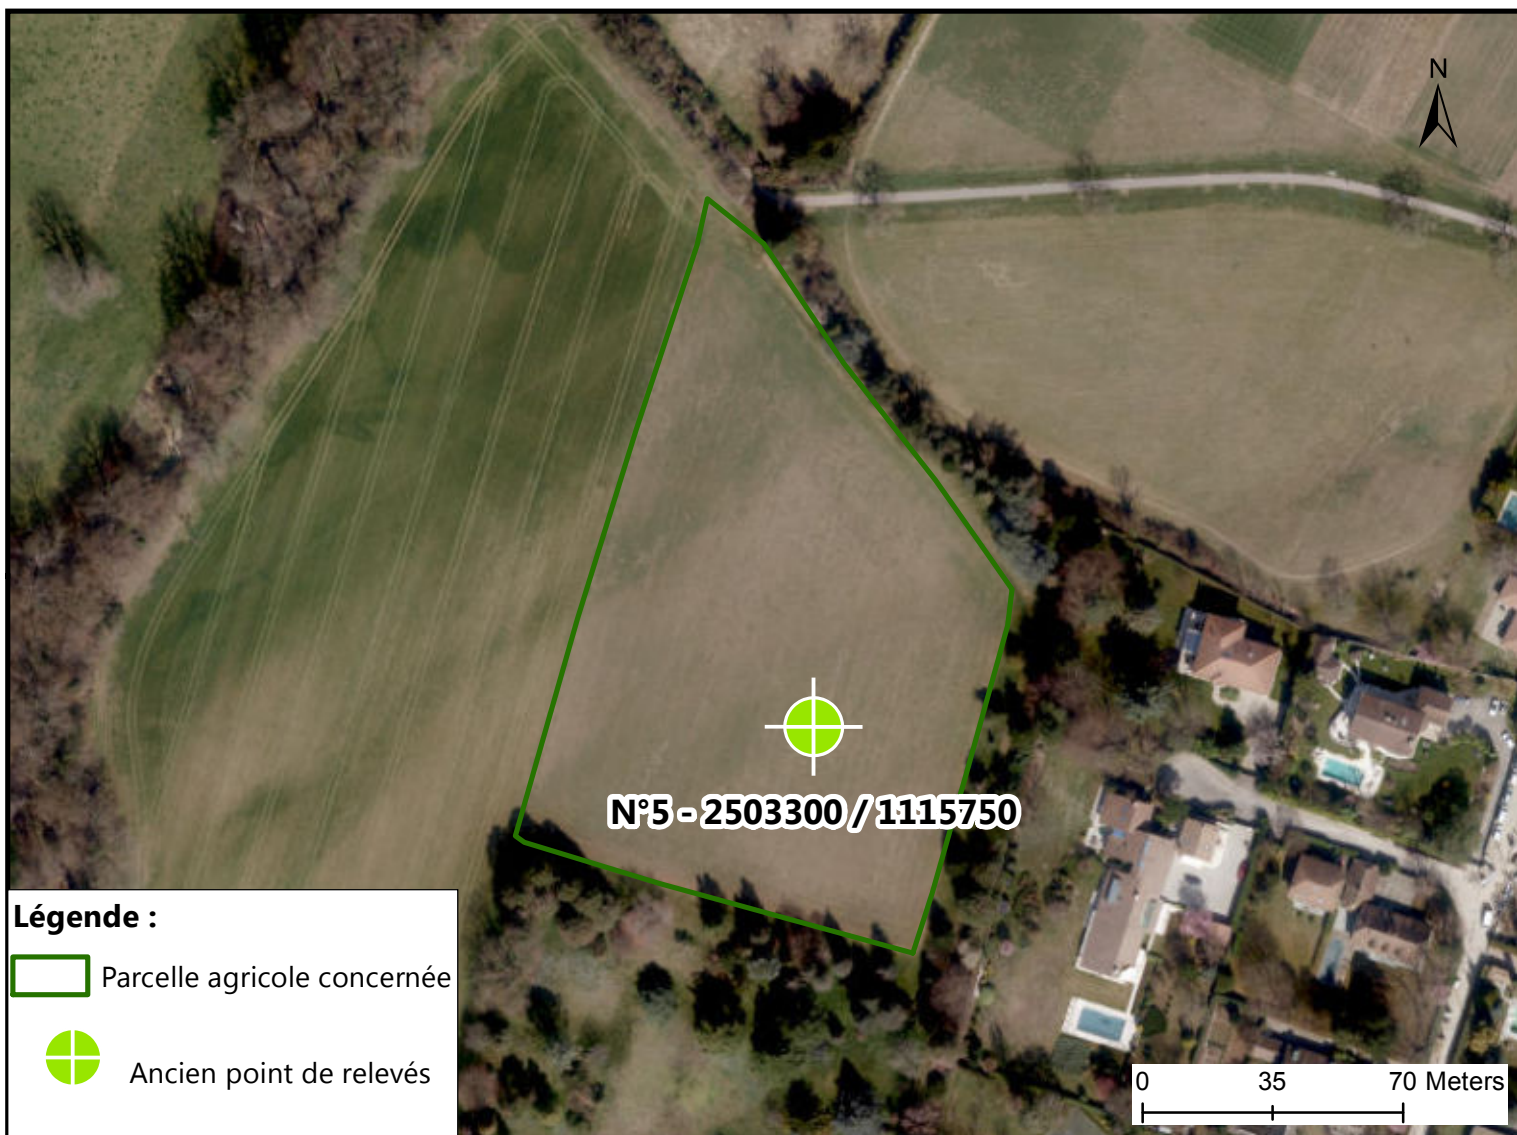 N
N°5 - 2503300 / 1115750
Légende :
Parcelle agricole concernée
Ancien point de relevés
0 35 70 Meters